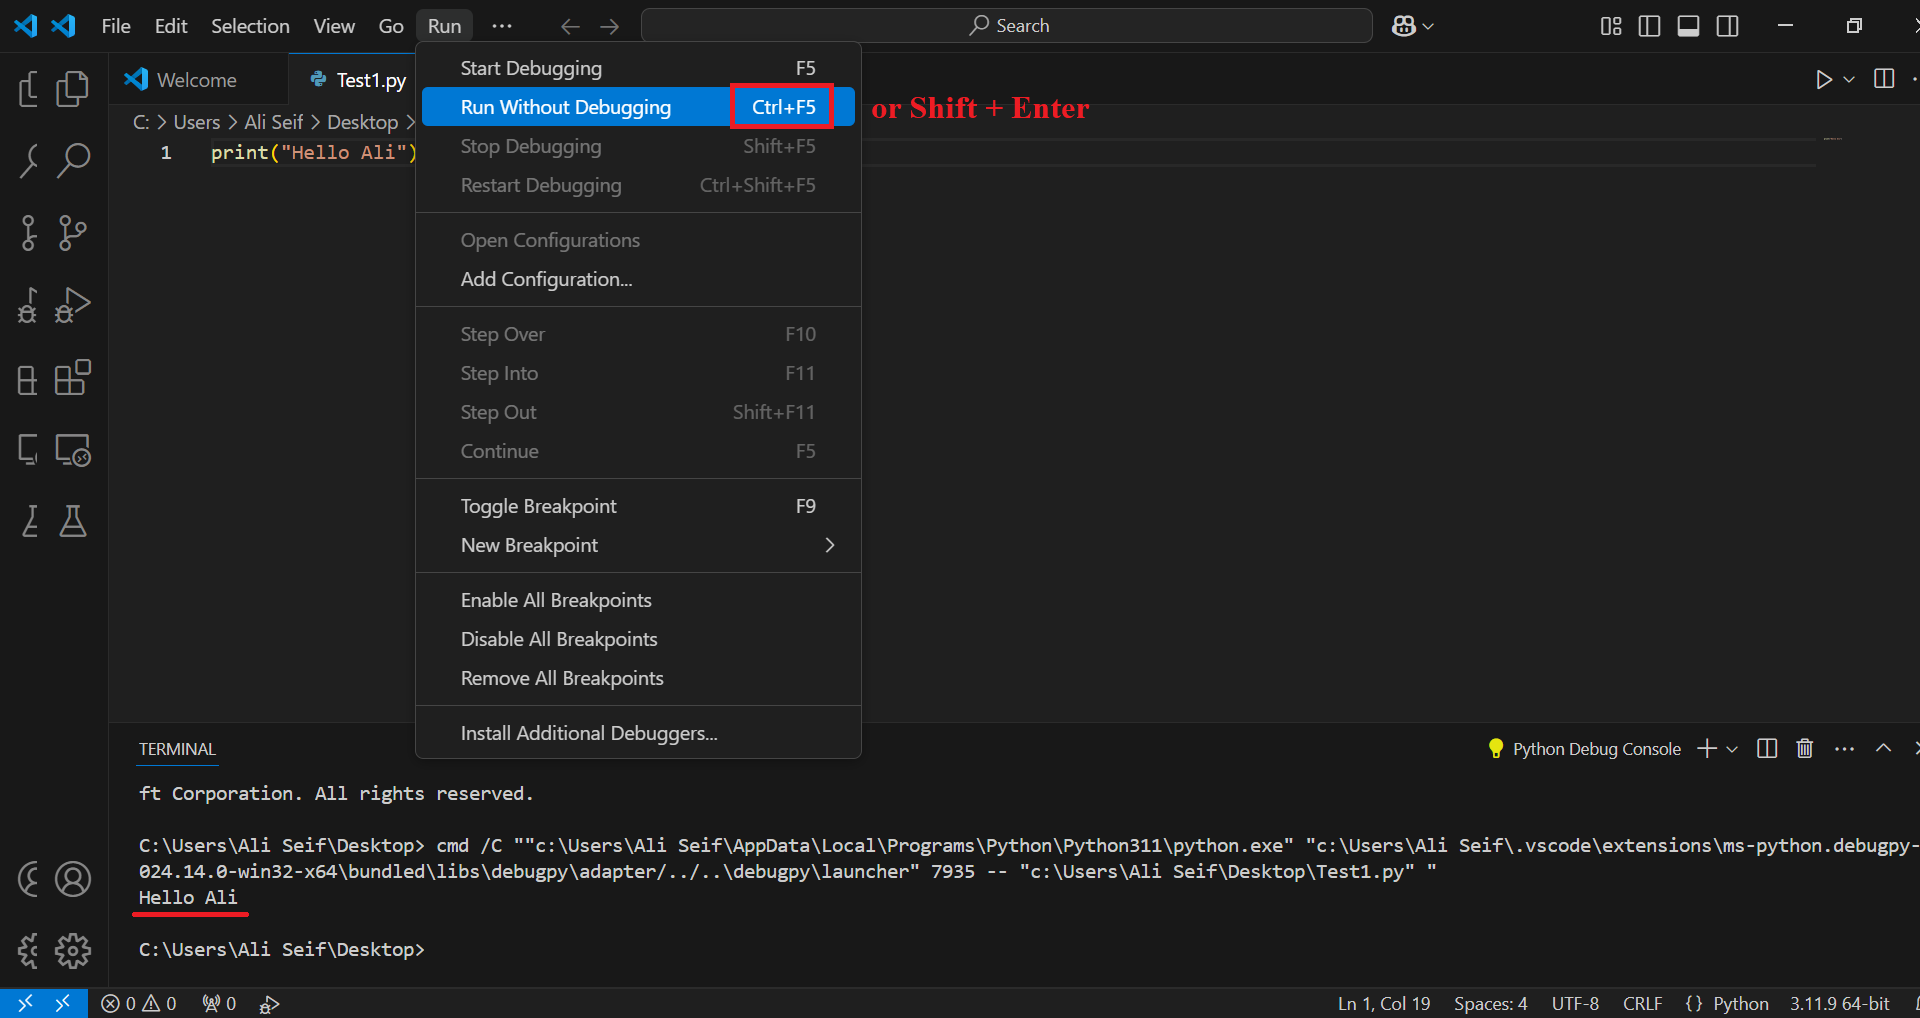 File Edit Selection View Go Run ··· Search
Welcome Test1.py
C: > Users > Ali Seif > Desktop >
1 print("Hello Ali")
Start Debugging F5
Run Without Debugging Ctrl+F5 or Shift + Enter
Stop Debugging Shift+F5
Restart Debugging Ctrl+Shift+F5
Open Configurations
Add Configuration...
Step Over F10
Step Into F11
Step Out Shift+F11
Continue F5
Toggle Breakpoint F9
New Breakpoint
Enable All Breakpoints
Disable All Breakpoints
Remove All Breakpoints
Install Additional Debuggers...
TERMINAL Python Debug Console
ft Corporation. All rights reserved.
C:\Users\Ali Seif\Desktop> cmd /C ""c:\Users\Ali Seif\AppData\Local\Programs\Python\Python311\python.exe" "c:\Users\Ali Seif\.vscode\extensions\ms-python.debugpy-
024.14.0-win32-x64\bundled\libs\debugpy\adapter/../..\debugpy\launcher" 7935 -- "c:\Users\Ali Seif\Desktop\Test1.py" "
Hello Ali
C:\Users\Ali Seif\Desktop>
0 0 0 Ln 1, Col 19 Spaces: 4 UTF-8 CRLF {} Python 3.11.9 64-bit